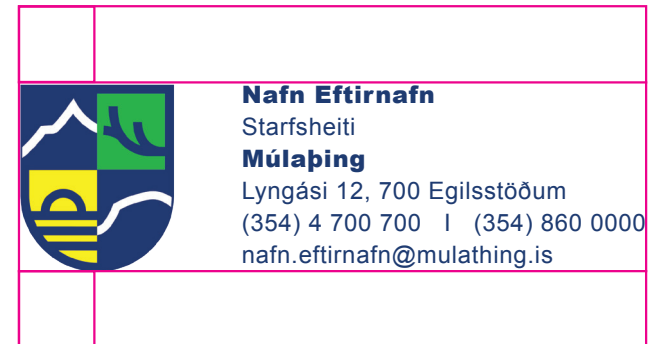 Nafn Eftirnafn
Starfsheiti
Múlaþing
Lyngási 12, 700 Egilsstöðum
(354) 4 700 700 I (354) 860 0000
nafn.eftirnafn@mulathing.is